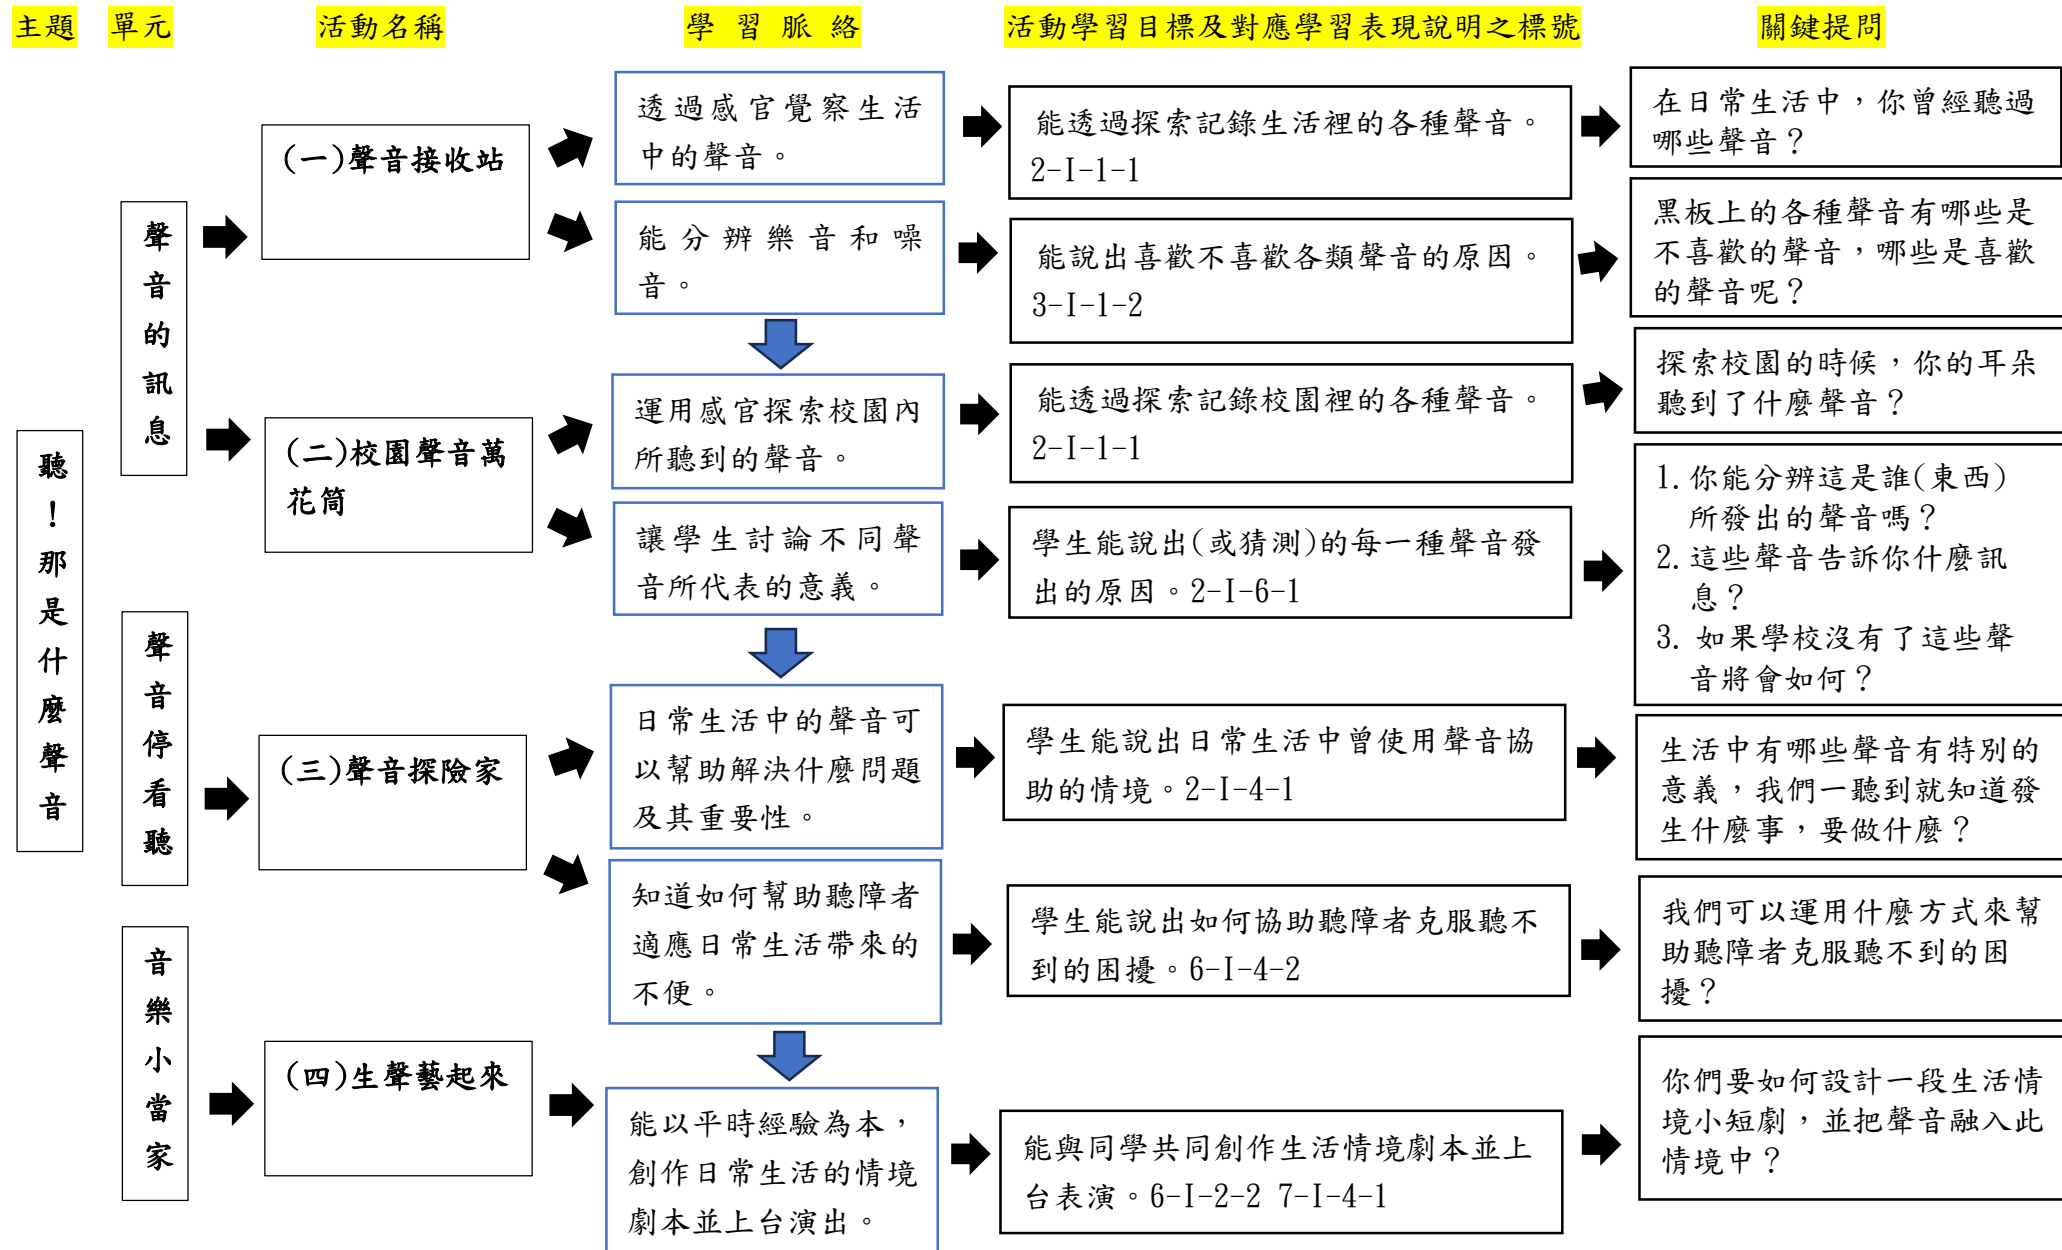 主題 單元 活動名稱 學習脈絡 活動學習目標及對應學習表現說明之標號 關鍵提問
聽！那是什麼聲音
聲音的訊息
(一)聲音接收站
透過感官覺察生活
中的聲音。
能透過探索記錄生活裡的各種聲音。
2-I-1-1
在日常生活中，你曾經聽過
哪些聲音？
能分辨樂音和噪
音。
能說出喜歡不喜歡各類聲音的原因。
3-I-1-2
黑板上的各種聲音有哪些是
不喜歡的聲音，哪些是喜歡
的聲音呢？
(二)校園聲音萬
花筒
運用感官探索校園內
所聽到的聲音。
能透過探索記錄校園裡的各種聲音。
2-I-1-1
探索校園的時候，你的耳朵
聽到了什麼聲音？
讓學生討論不同聲
音所代表的意義。
學生能說出(或猜測)的每一種聲音發
出的原因。2-I-6-1
1. 你能分辨這是誰(東西)
所發出的聲音嗎？
2. 這些聲音告訴你什麼訊
息？
3. 如果學校沒有了這些聲
音將會如何？
聲音停看聽
(三)聲音探險家
日常生活中的聲音可
以幫助解決什麼問題
及其重要性。
學生能說出日常生活中曾使用聲音協
助的情境。2-I-4-1
生活中有哪些聲音有特別的
意義，我們一聽到就知道發
生什麼事，要做什麼？
知道如何幫助聽障者
適應日常生活帶來的
不便。
學生能說出如何協助聽障者克服聽不
到的困擾。6-I-4-2
我們可以運用什麼方式來幫
助聽障者克服聽不到的困
擾？
音樂小當家
(四)生聲藝起來
能以平時經驗為本，
創作日常生活的情境
劇本並上台演出。
能與同學共同創作生活情境劇本並上
台表演。6-I-2-2 7-I-4-1
你們要如何設計一段生活情
境小短劇，並把聲音融入此
情境中？